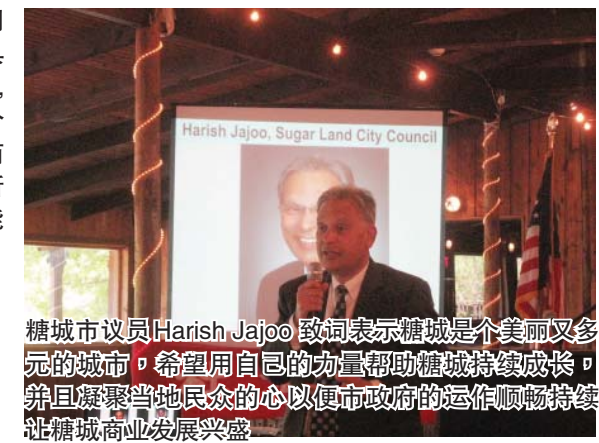 Harish Jajoo, Sugar Land City Council
糖城市议员Harish Jajoo 致词表示糖城是个美丽又多
元的城市，希望用自己的力量帮助糖城持续成长，
并且凝聚当地民众的心以便市政府的运作顺畅持续
让糖城商业发展兴盛